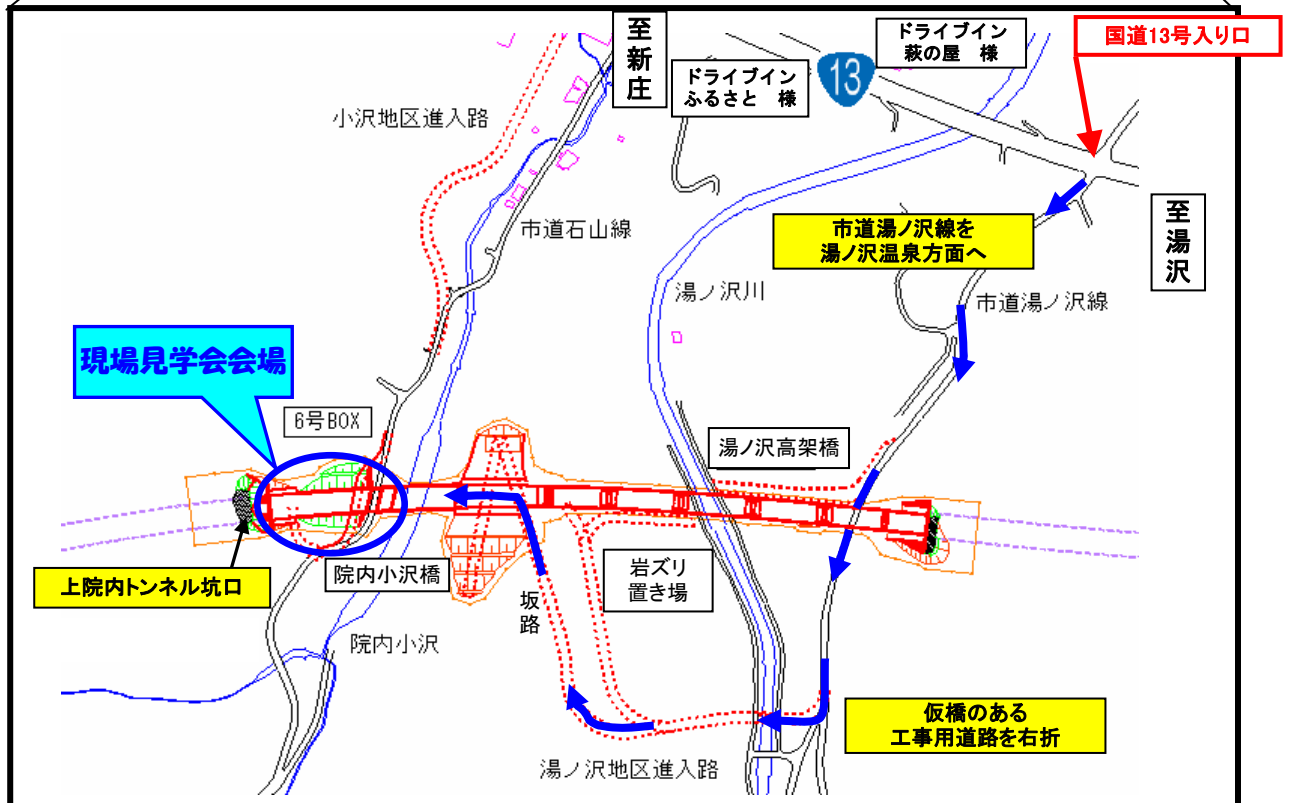 至新庄
ドライブイン
萩の屋 様
国道13号入り口
ドライブイン
ふるさと 様
13
小沢地区進入路
市道石山線
市道湯ノ沢線を
湯ノ沢温泉方面へ
至湯沢
湯ノ沢川
市道湯ノ沢線
現場見学会会場
6号BOX
湯ノ沢高架橋
上院内トンネル坑口
院内小沢橋
岩ズリ
置き場
坂路
院内小沢
仮橋のある
工事用道路を右折
湯ノ沢地区進入路